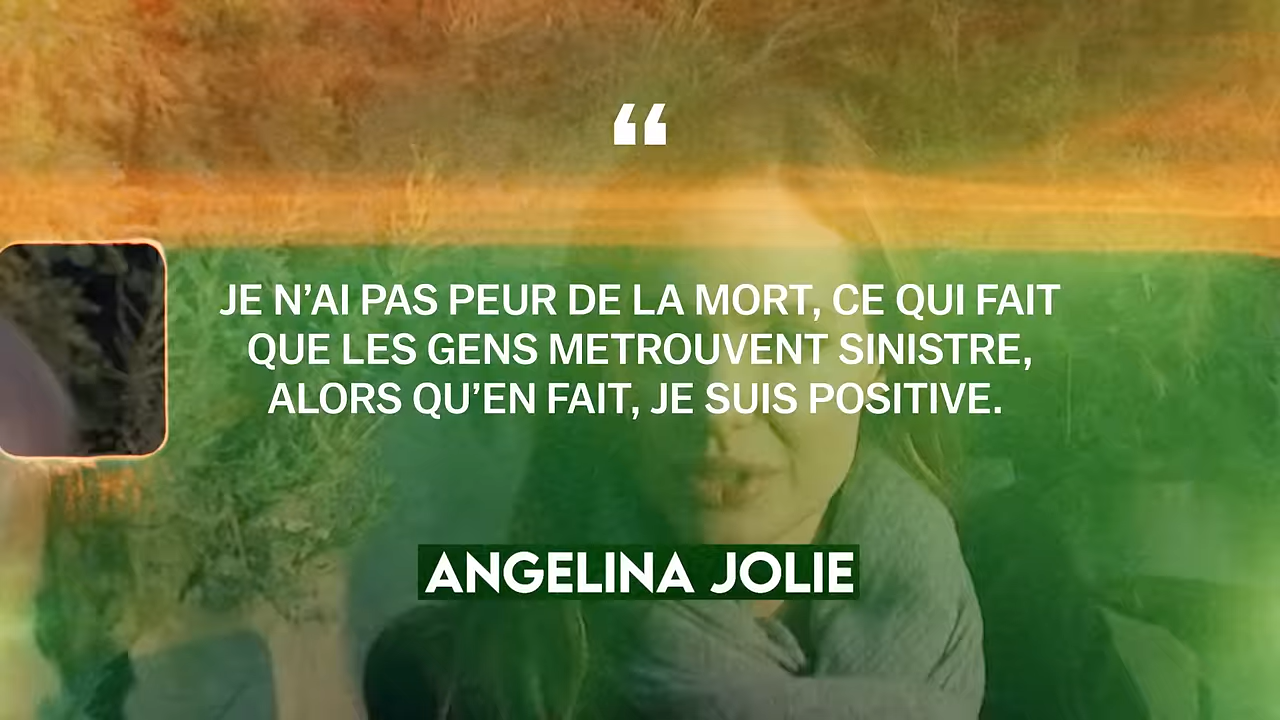 “
JE N’AI PAS PEUR DE LA MORT, CE QUI FAIT
QUE LES GENS METROUVENT SINISTRE,
ALORS QU’EN FAIT, JE SUIS POSITIVE.
ANGELINA JOLIE